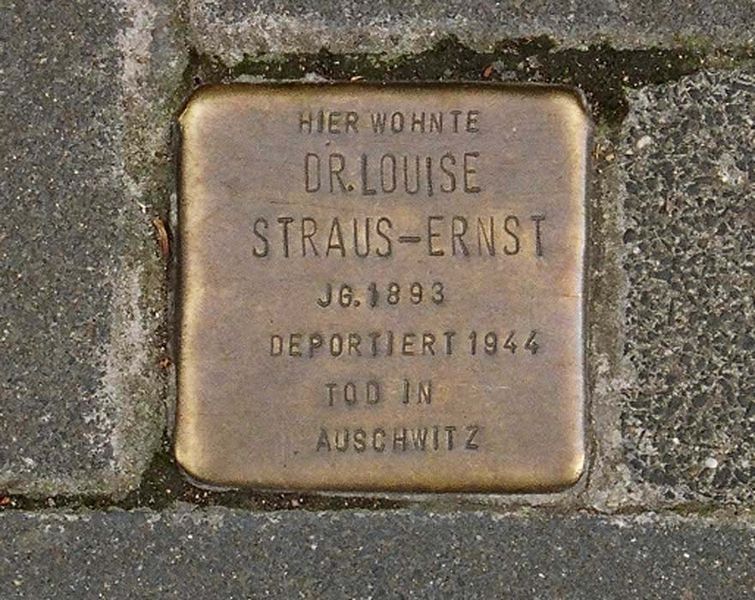 HIER WOHNTE
DR. LOUISE
STRAUS-ERNST
JG. 1893
DEPORTIERT 1944
TOD IN
AUSCHWITZ